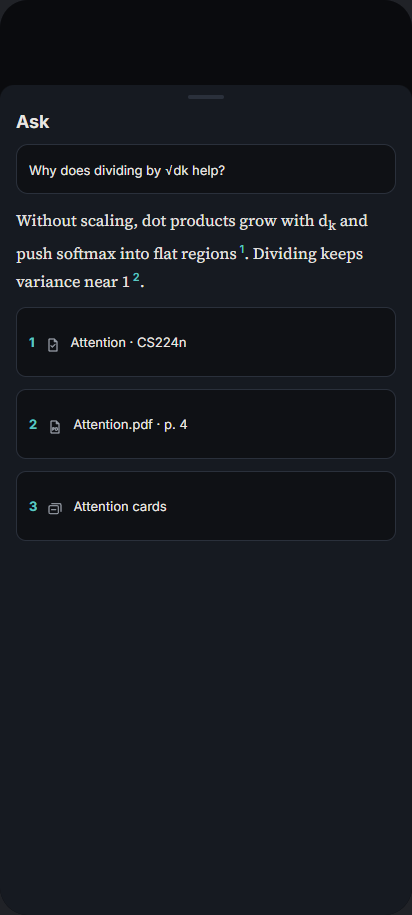 Ask
Why does dividing by √dk help?
Without scaling, dot products grow with dk and
push softmax into flat regions 1. Dividing keeps
variance near 1 2.
1 Attention · CS224n
2 Attention.pdf · p. 4
3 Attention cards